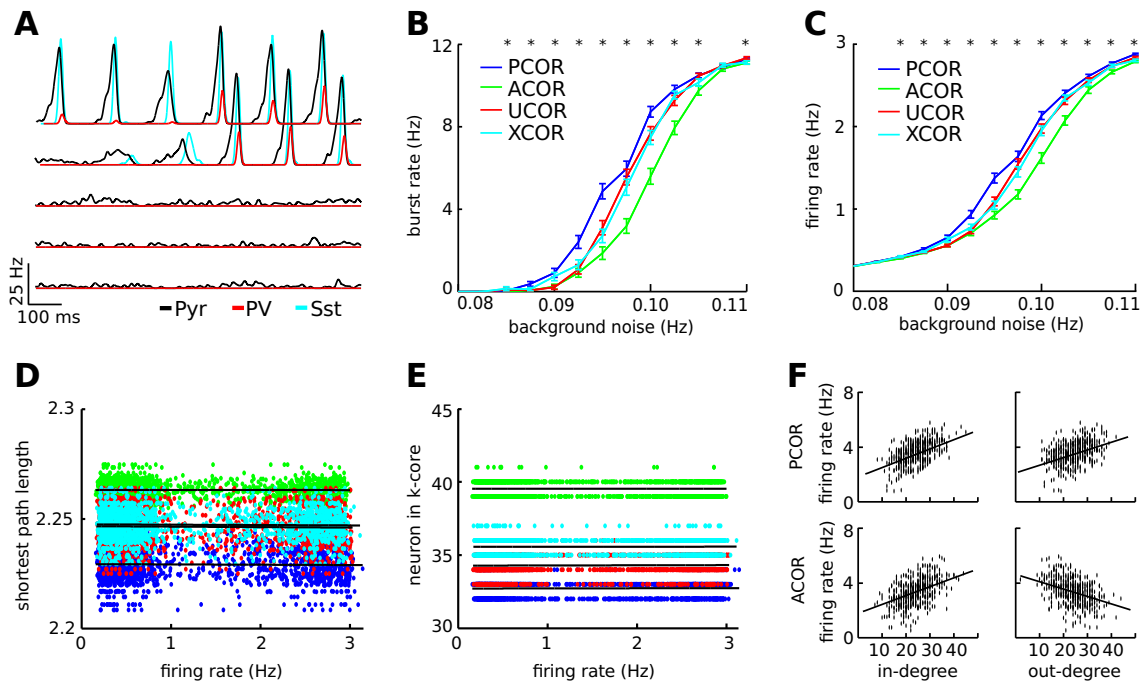 A
25 Hz
100 ms
Pyr PV Sst
B
* * * * * * * * * *
12
8
4
0
burst rate (Hz)
PCOR
ACOR
UCOR
XCOR
0.08 0.09 0.10 0.11
background noise (Hz)
C
* * * * * * * * * * *
3
2
1
0
firing rate (Hz)
PCOR
ACOR
UCOR
XCOR
0.08 0.09 0.10 0.11
background noise (Hz)
D
2.3
2.25
2.2
shortest path length
0 1 2 3
firing rate (Hz)
E
45
40
35
30
neuron in k-core
0 1 2 3
firing rate (Hz)
F
PCOR
firing rate (Hz)
8
4
0
ACOR
firing rate (Hz)
8
4
0
10 20 30 40
in-degree
10 20 30 40
out-degree